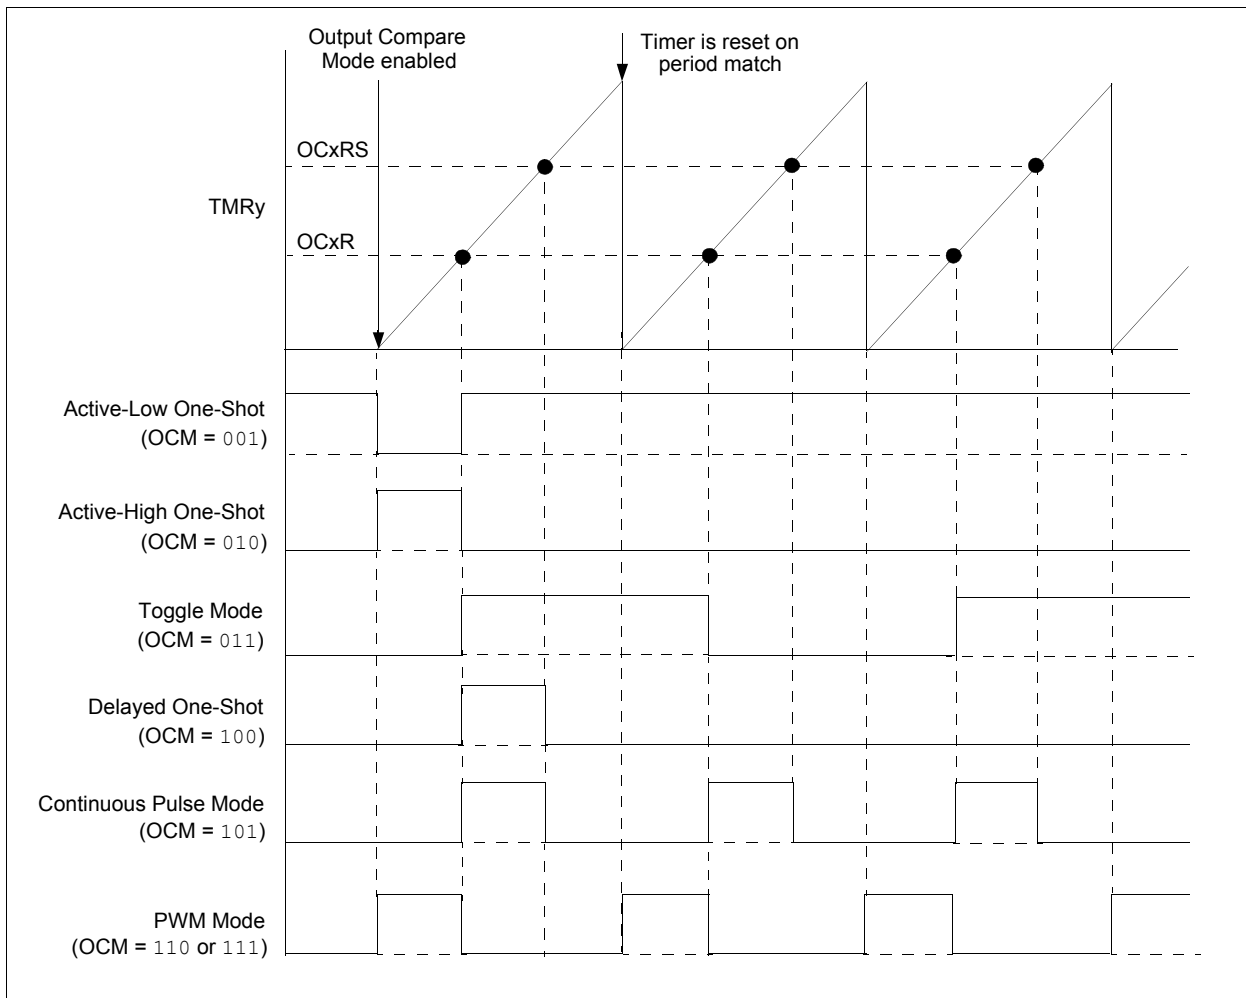 Output Compare
Mode enabled
Timer is reset on
period match
OCxRS
TMRy
OCxR
Active-Low One-Shot
(OCM = 001)
Active-High One-Shot
(OCM = 010)
Toggle Mode
(OCM = 011)
Delayed One-Shot
(OCM = 100)
Continuous Pulse Mode
(OCM = 101)
PWM Mode
(OCM = 110 or 111)